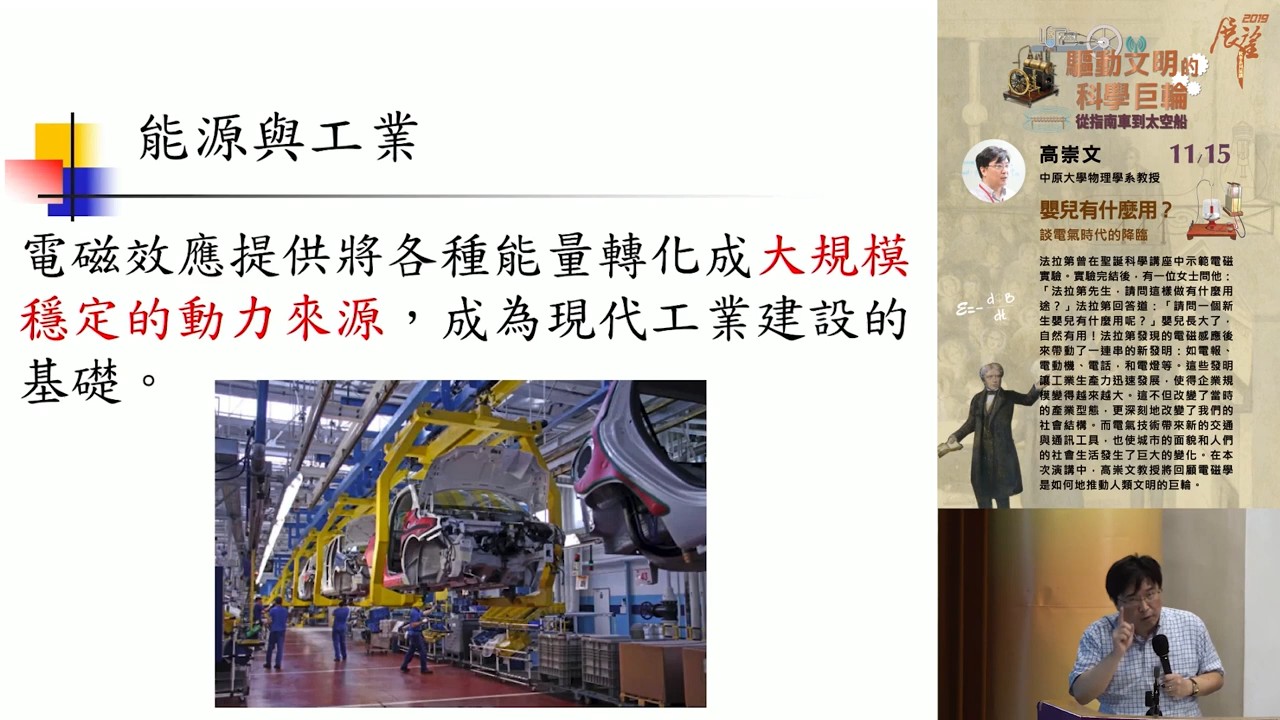 能源與工業
電磁效應提供將各種能量轉化成大規模
穩定的動力來源，成為現代工業建設的
基礎。
2019
展望
驅動文明的
科學巨輪
從指南車到太空船
高崇文
11/15
中原大學物理學系教授
嬰兒有什麼用？
談電氣時代的降臨
法拉第曾在聖誕科學講座中示範電磁
實驗。實驗完結後，有一位女士問他：
「法拉第先生，請問這樣做有什麼用
途？」法拉第回答道：「請問一個新
生嬰兒有什麼用呢？」嬰兒長大了，
自然有用！法拉第發現的電磁感應後
來帶動了一連串的新發明：如電報、
電動機、電話，和電燈等。這些發明
讓工業生產力迅速發展，使得企業規
模變得越來越大。這不但改變了當時
的產業型態，更深刻地改變了我們的
社會結構。而電氣技術帶來新的交通
與通訊工具，也使城市的面貌和人們
的社會生活發生了巨大的變化。在本
次演講中，高崇文教授將回顧電磁學
是如何地推動人類文明的巨輪。